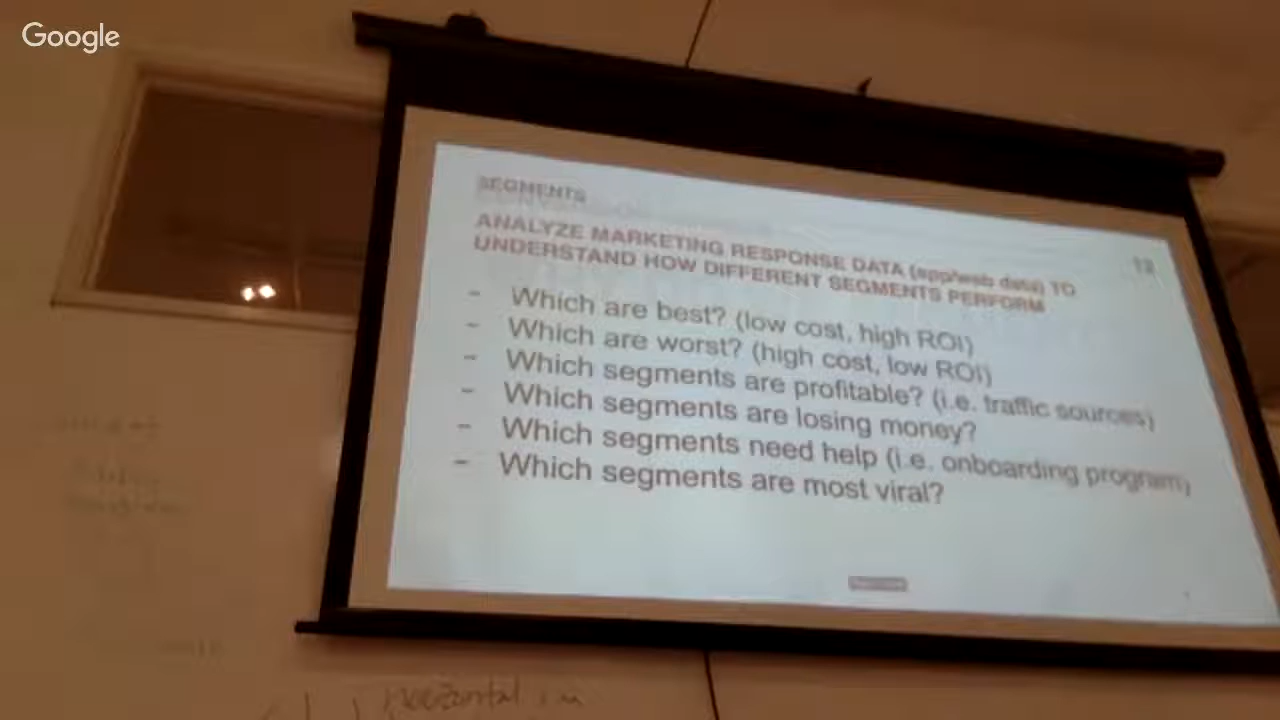 Google
SEGMENTS
ANALYZE MARKETING RESPONSE DATA (app/web data) TO
UNDERSTAND HOW DIFFERENT SEGMENTS PERFORM
- Which are best? (low cost, high ROI)
- Which are worst? (high cost, low ROI)
- Which segments are profitable? (i.e. traffic sources)
- Which segments are losing money?
- Which segments need help (i.e. onboarding program)
- Which segments are most viral?
Horizontal